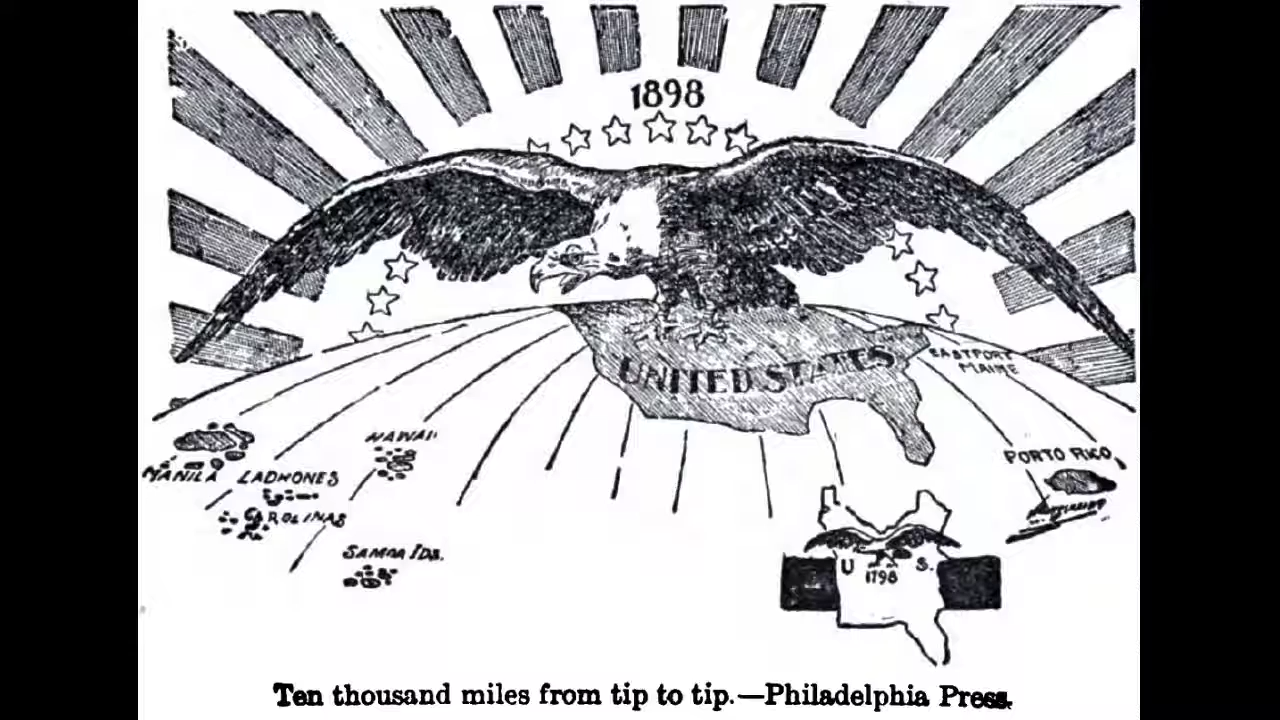 1898
UNITED STATES
EASTPORT
MAINE
HAWAII
PORTO RICO
MANILA
LADRONES
CAROLINAS
SAMOA IDS.
U S.
1798
Ten thousand miles from tip to tip.—Philadelphia Press.